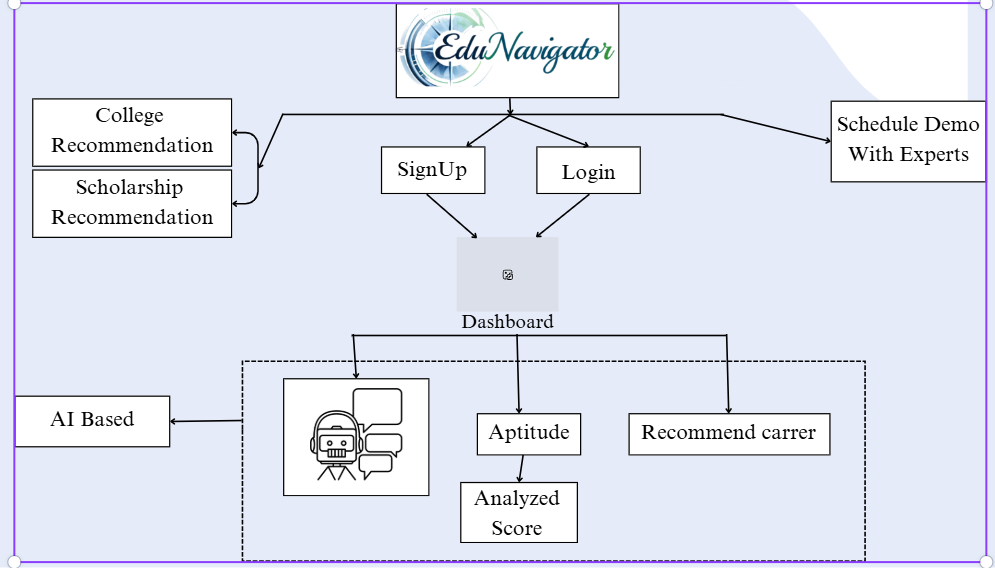 EduNavigator
College
Recommendation
Scholarship
Recommendation
SignUp
Login
Schedule Demo
With Experts
Dashboard
AI Based
Aptitude
Recommend carrer
Analyzed
Score